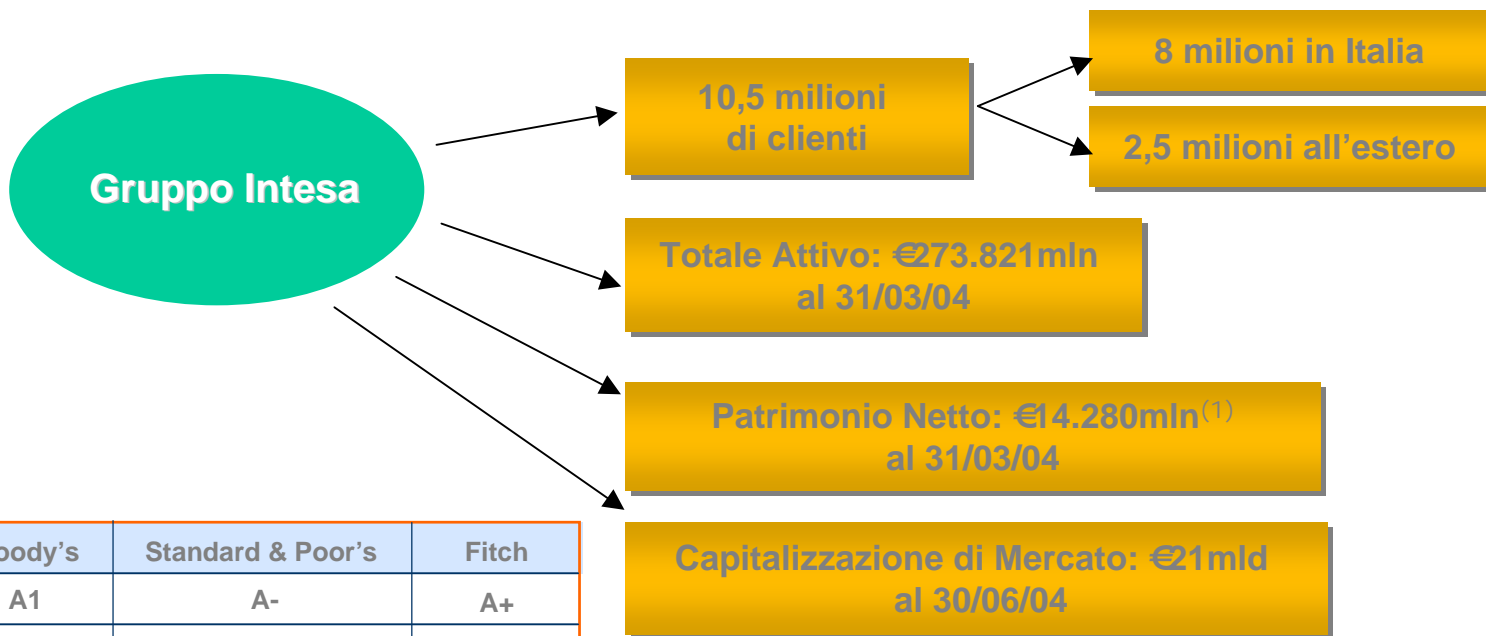 Gruppo Intesa
10,5 milioni
di clienti
8 milioni in Italia
2,5 milioni all'estero
Totale Attivo: €273.821mln
al 31/03/04
Patrimonio Netto: €14.280mln(1)
al 31/03/04
Capitalizzazione di Mercato: €21mld
al 30/06/04
oody's Standard & Poor's Fitch
A1 A- A+